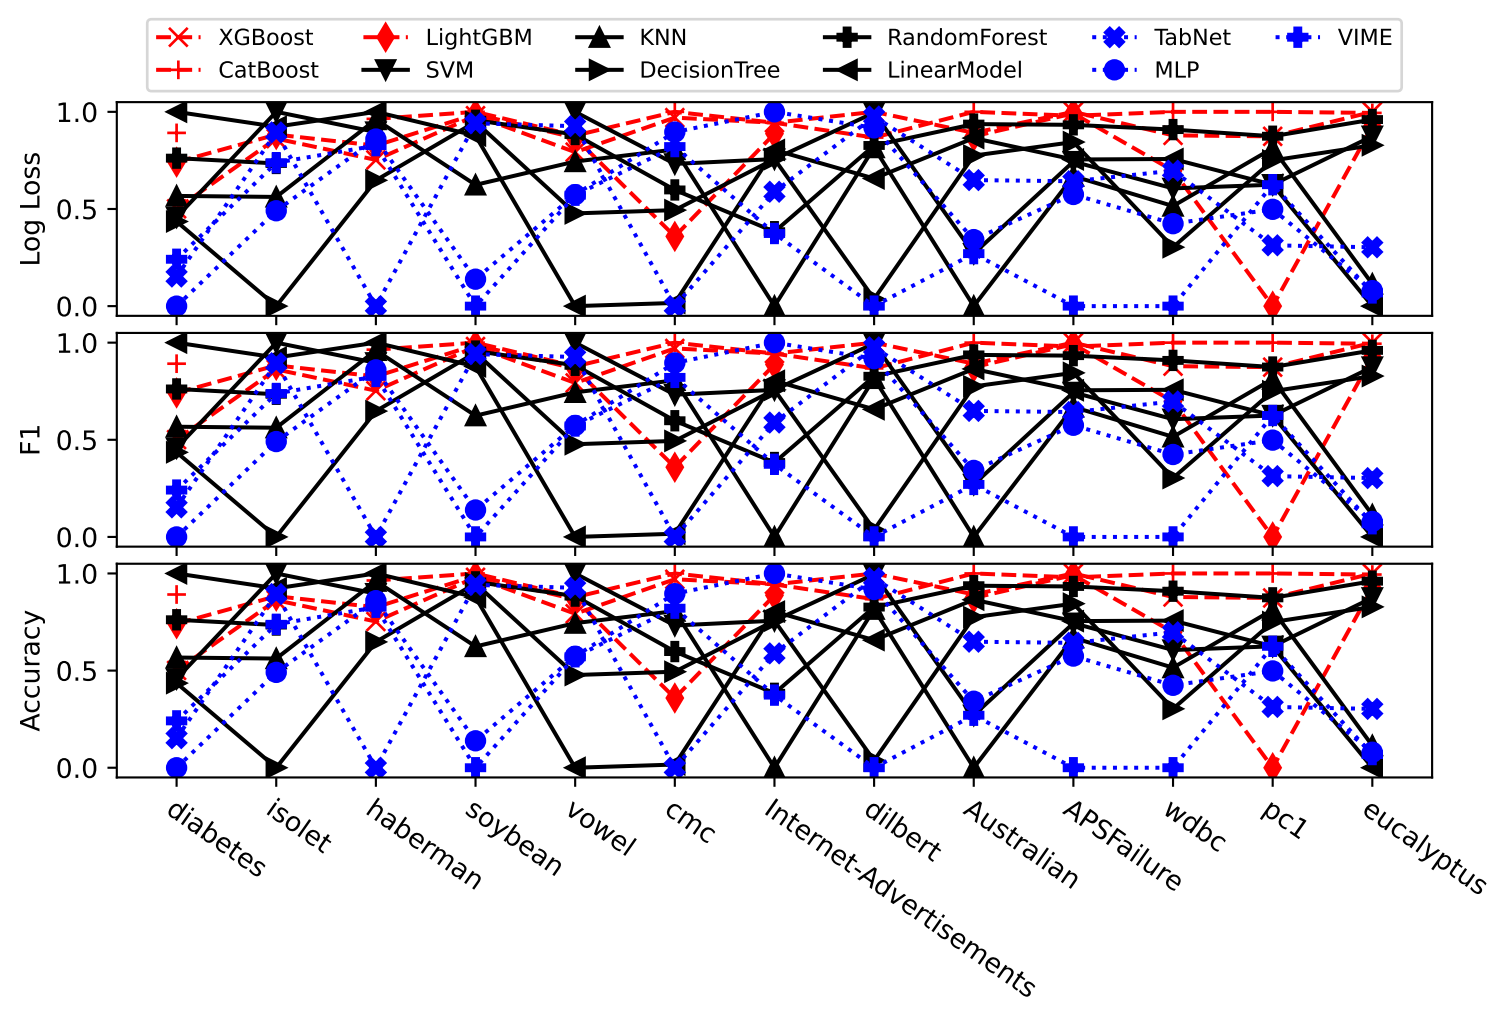 XGBoost LightGBM KNN RandomForest TabNet VIME
CatBoost SVM DecisionTree LinearModel MLP
1.0
0.5
0.0
Log Loss
1.0
0.5
0.0
F1
1.0
0.5
0.0
Accuracy
diabetes
isolet
haberman
soybean
vowel
cmc
Internet-Advertisements
dilbert
Australian
APSFailure
wdbc
pc1
eucalyptus